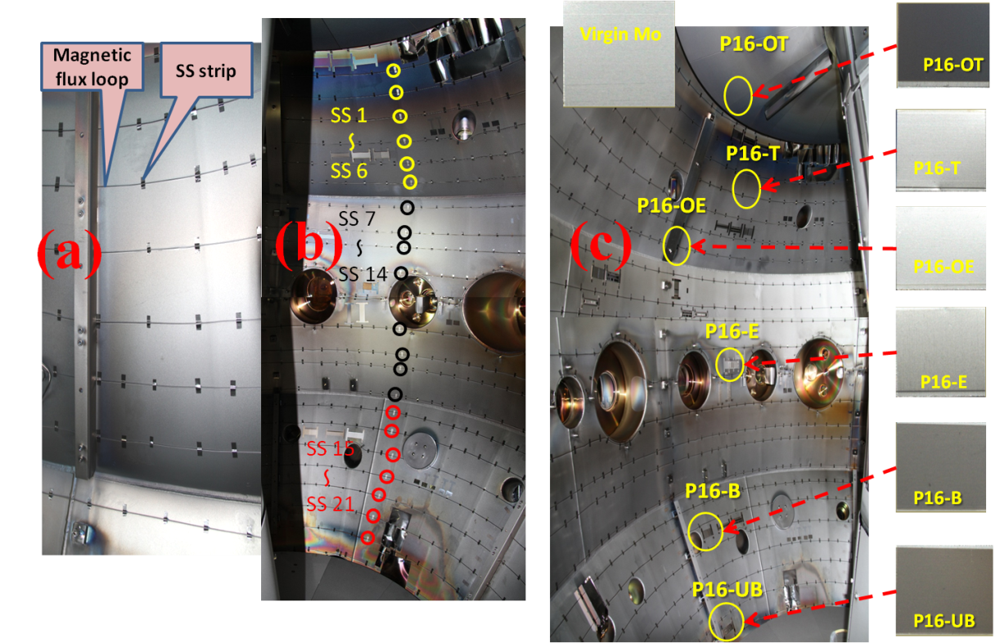 Magnetic
flux loop
SS strip
(a)
SS 1
~
SS 6
SS 7
~
SS 14
SS 15
~
SS 21
(b)
Virgin Mo
P16-OT
P16-T
P16-OE
P16-E
P16-B
P16-UB
(c)
P16-OT
P16-T
P16-OE
P16-E
P16-B
P16-UB